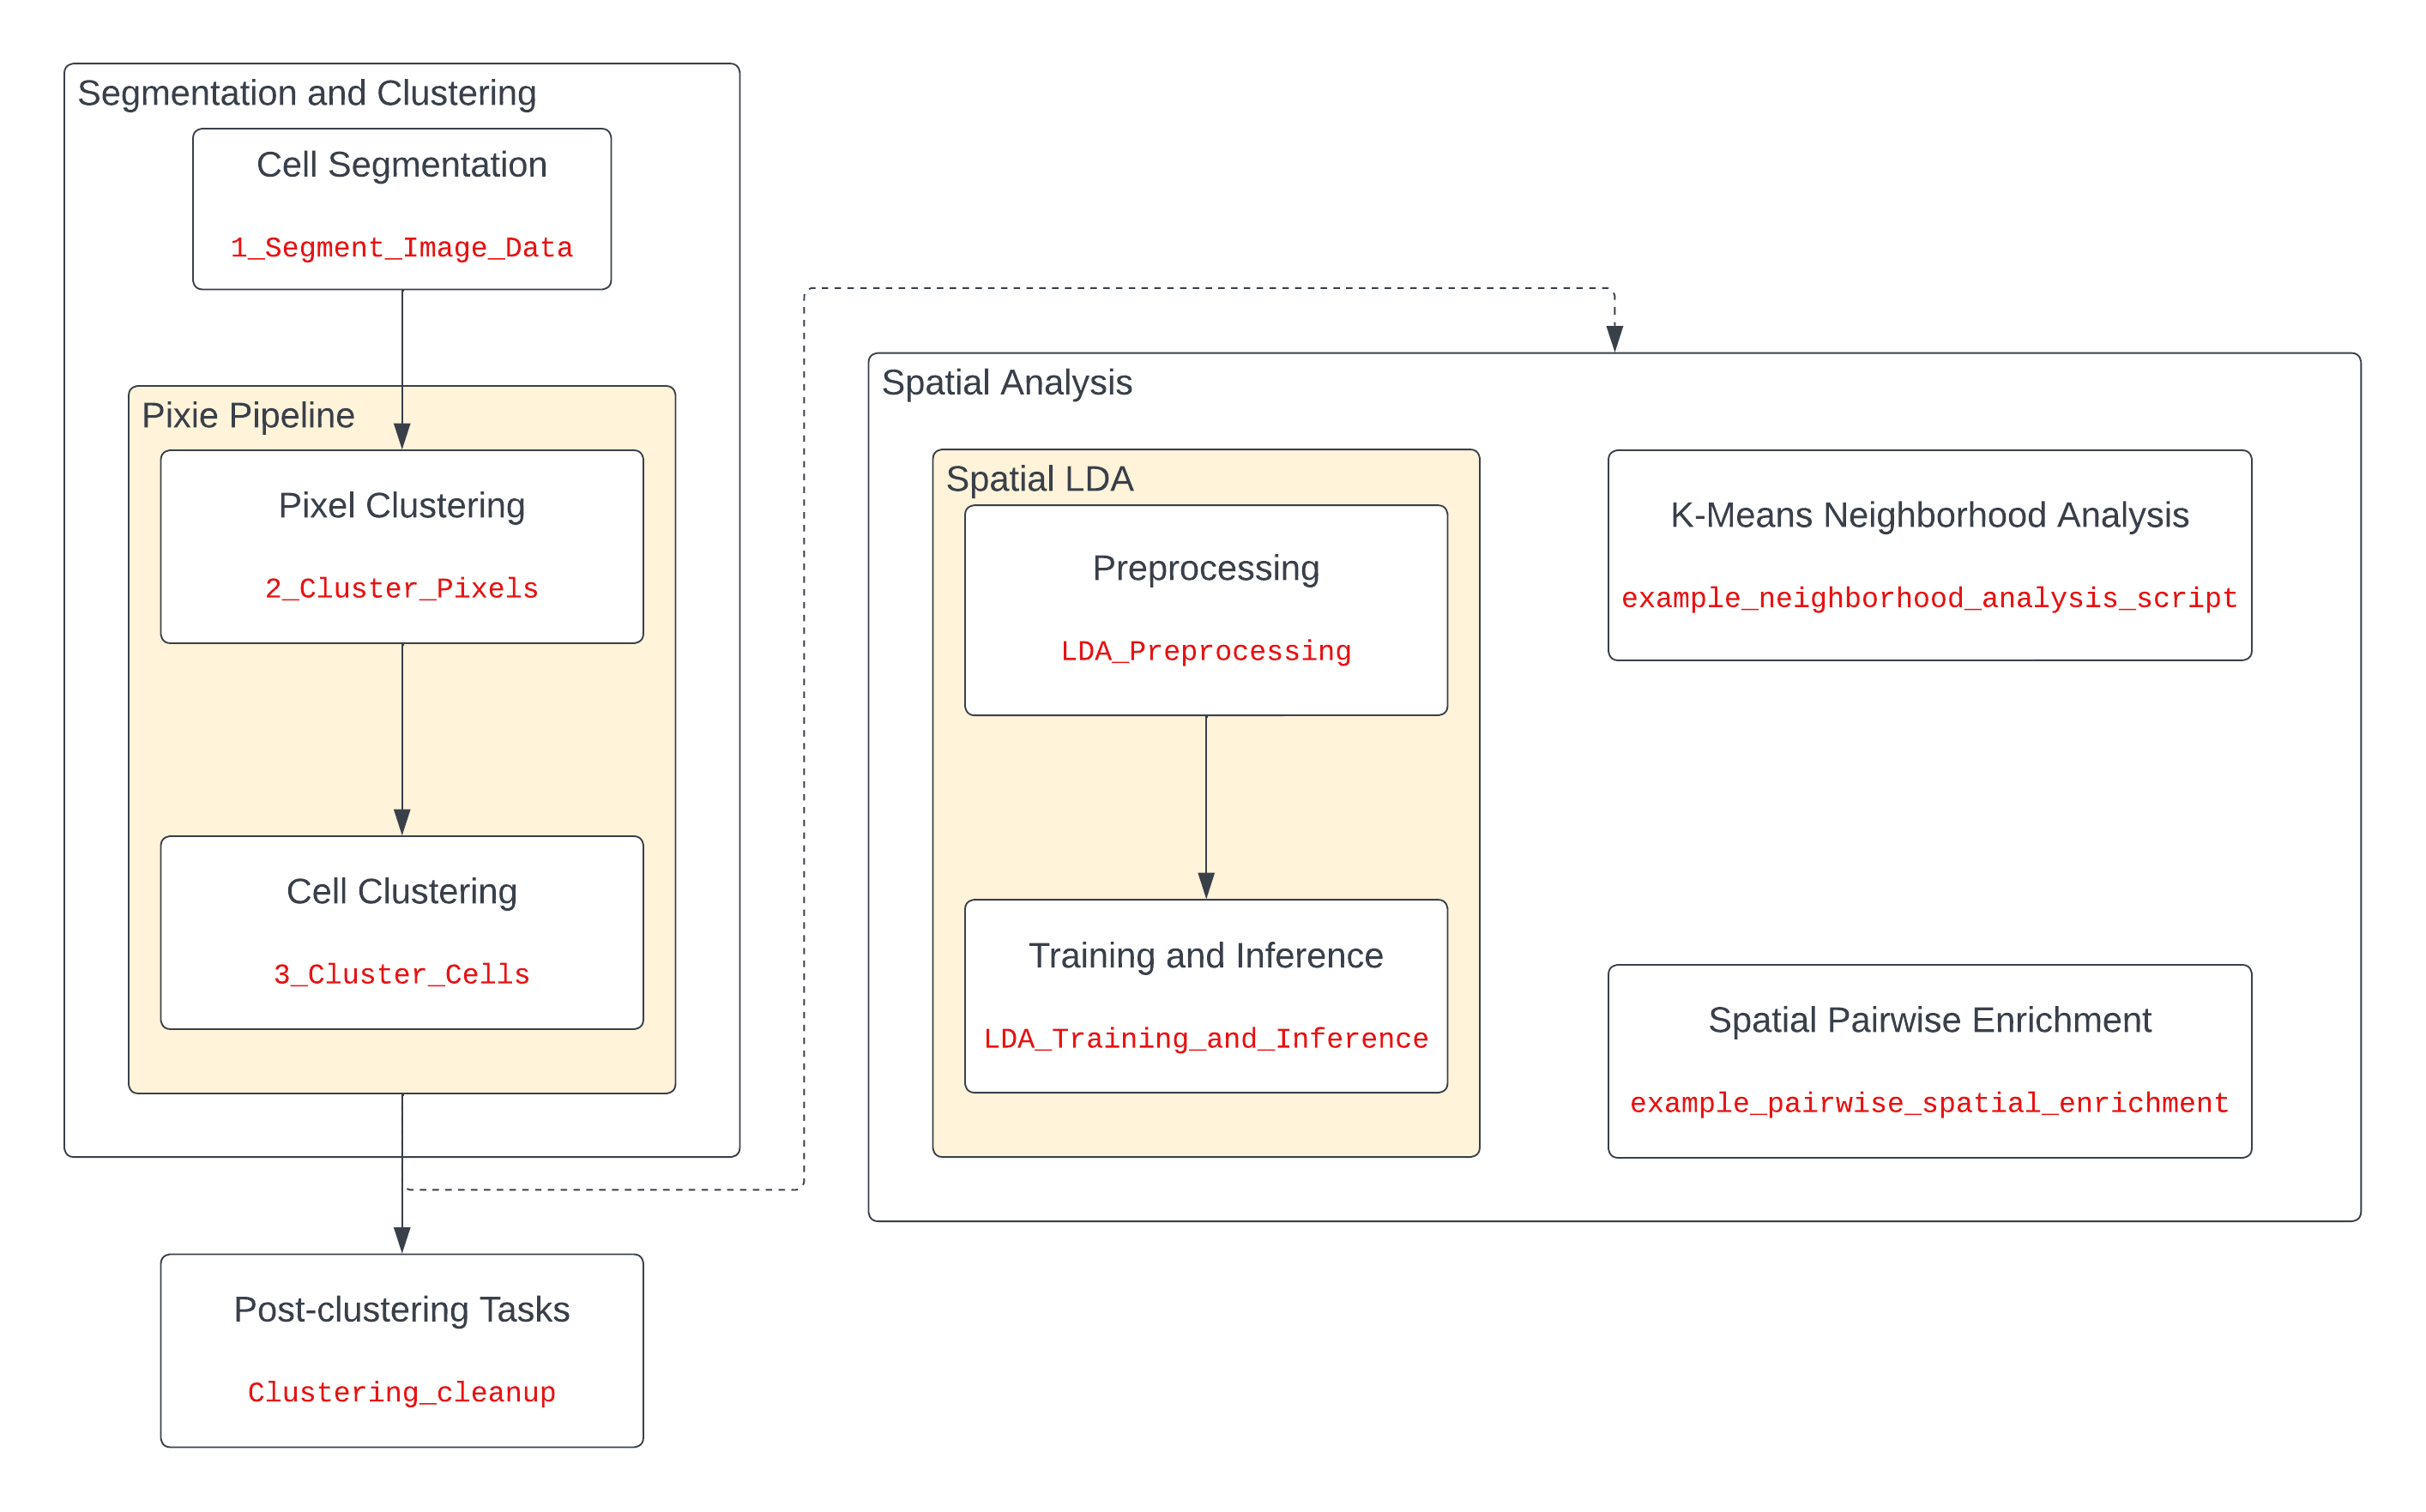 Segmentation and Clustering
Cell Segmentation
1_Segment_Image_Data
Pixie Pipeline
Pixel Clustering
2_Cluster_Pixels
Cell Clustering
3_Cluster_Cells
Post-clustering Tasks
Clustering_cleanup
Spatial Analysis
Spatial LDA
Preprocessing
LDA_Preprocessing
Training and Inference
LDA_Training_and_Inference
K-Means Neighborhood Analysis
example_neighborhood_analysis_script
Spatial Pairwise Enrichment
example_pairwise_spatial_enrichment